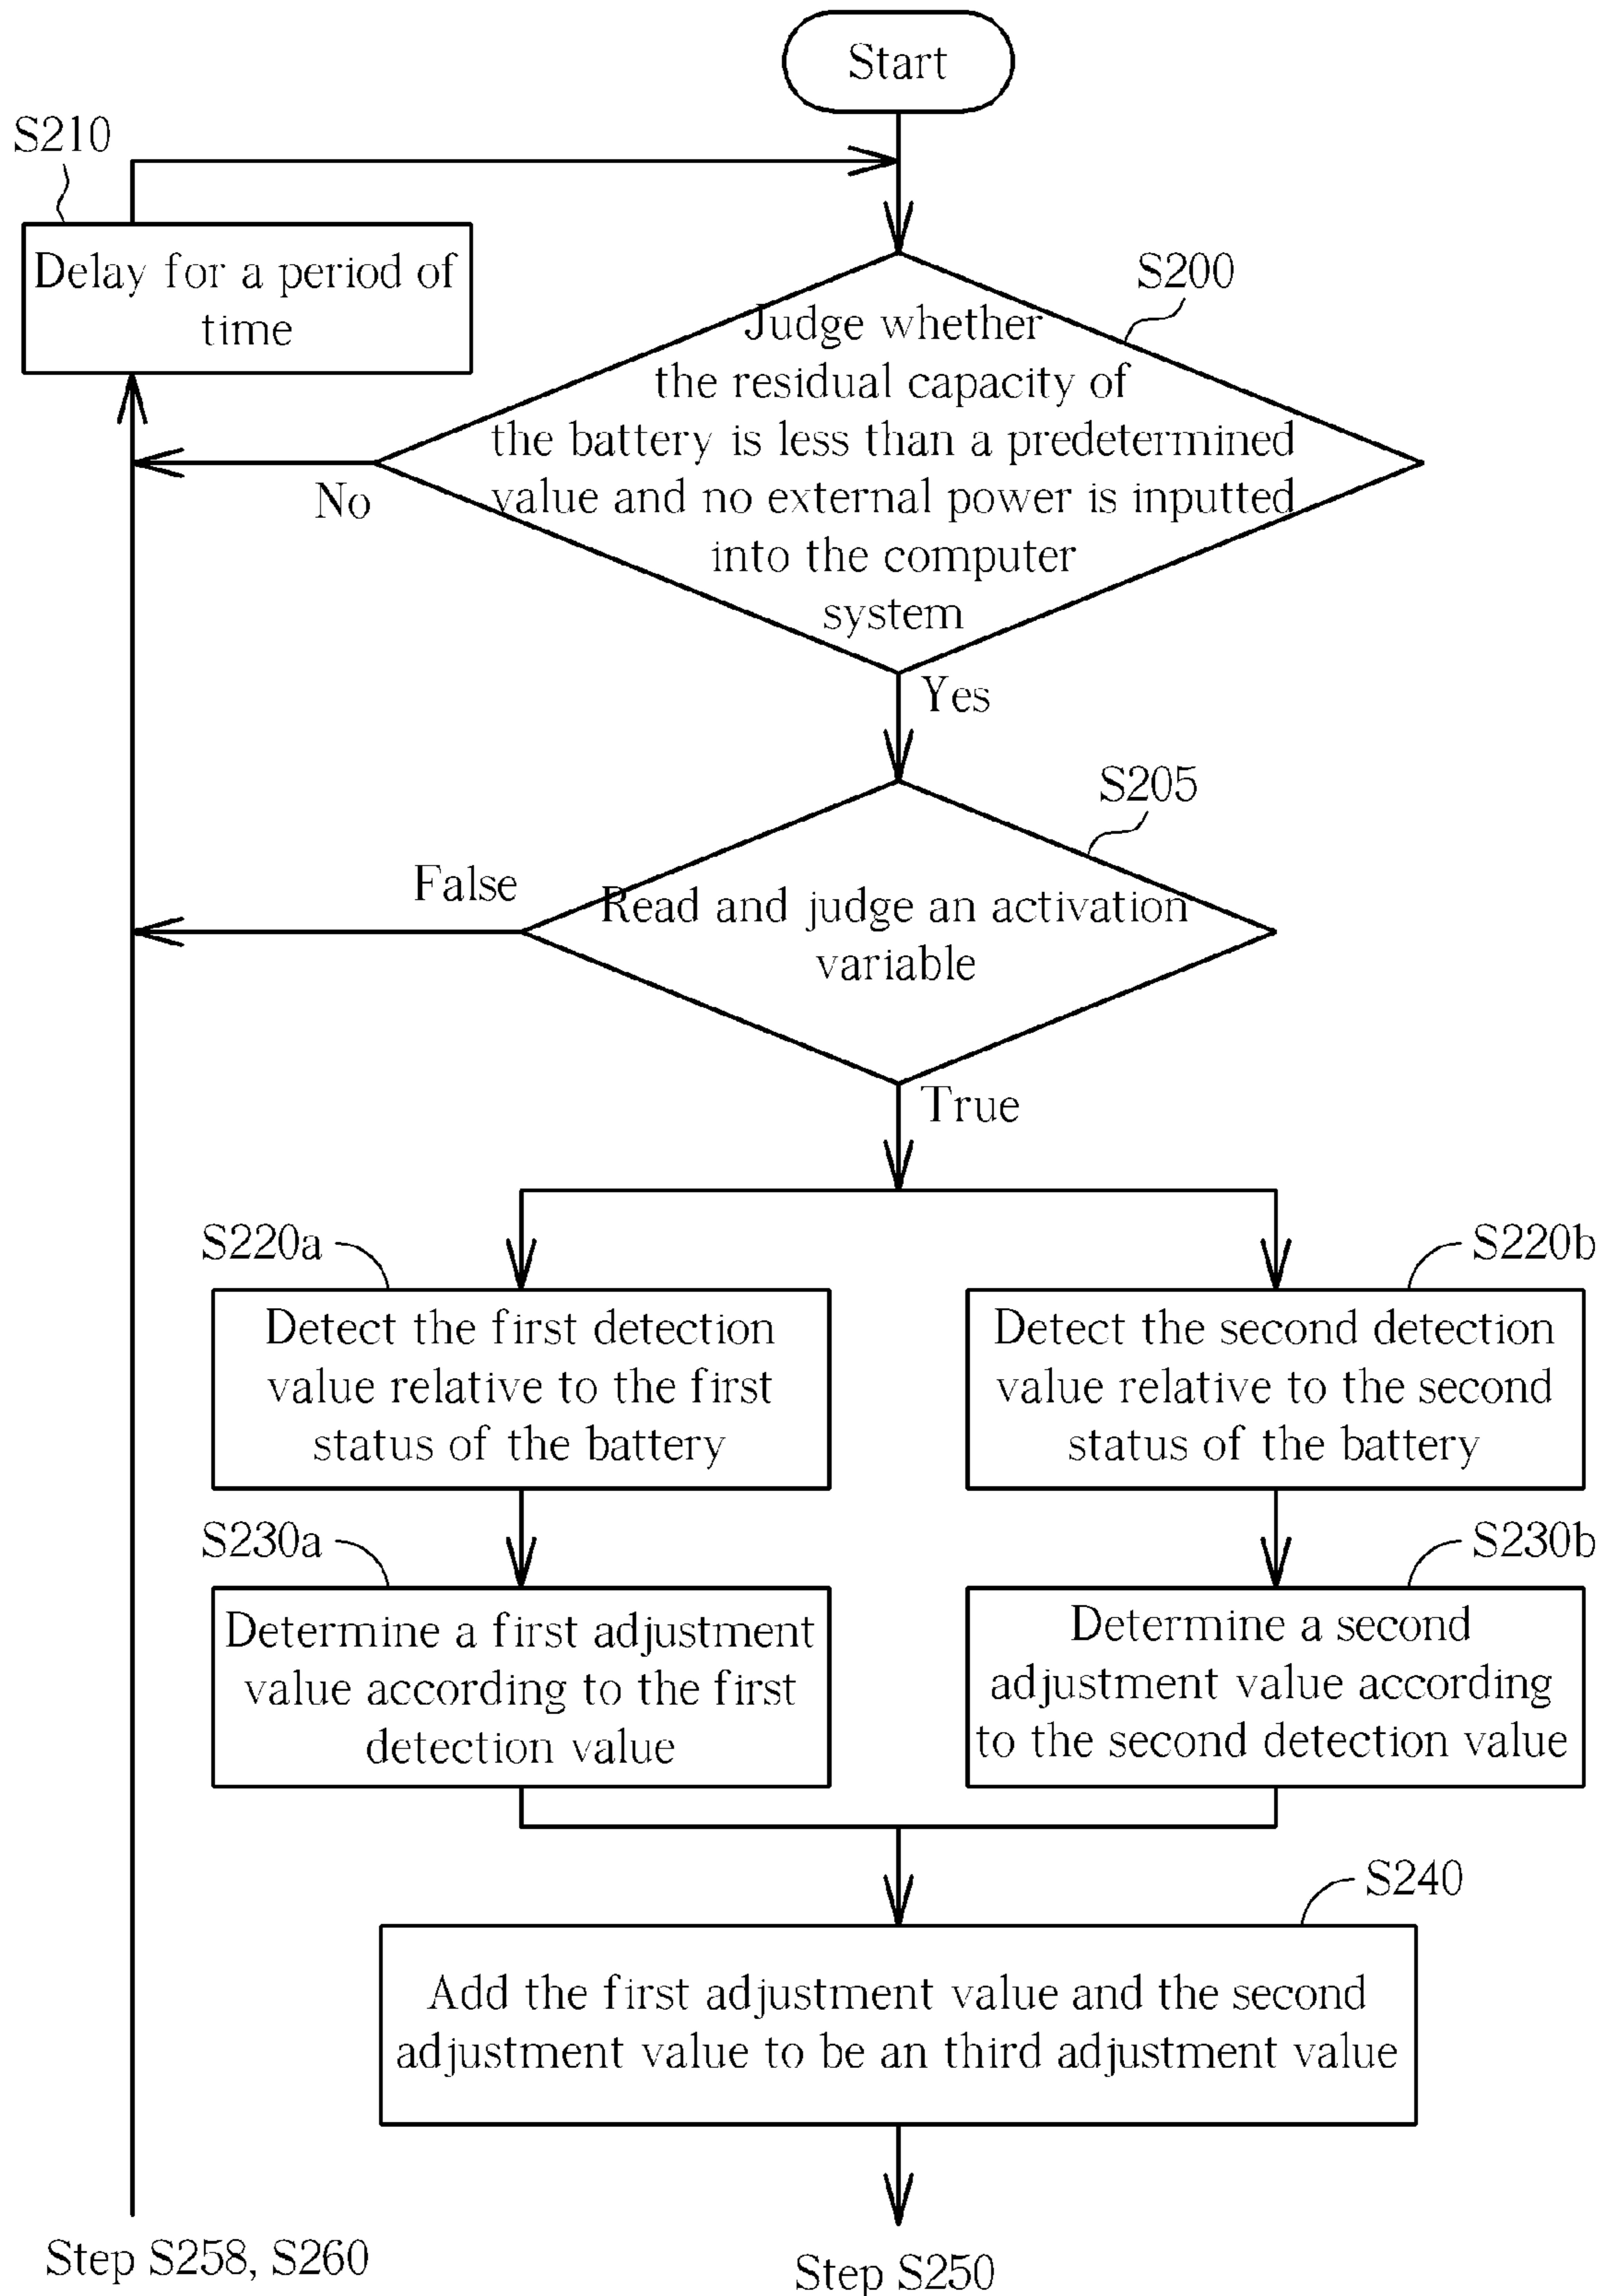 Start
S210
Delay for a period of
time
S200
Judge whether
the residual capacity of
the battery is less than a predetermined
value and no external power is inputted
into the computer
system
No
Yes
S205
False
Read and judge an activation
variable
True
S220a
S220b
Detect the first detection
value relative to the first
status of the battery
Detect the second detection
value relative to the second
status of the battery
S230a
S230b
Determine a first adjustment
value according to the first
detection value
Determine a second
adjustment value according
to the second detection value
S240
Add the first adjustment value and the second
adjustment value to be an third adjustment value
Step S258, S260
Step S250